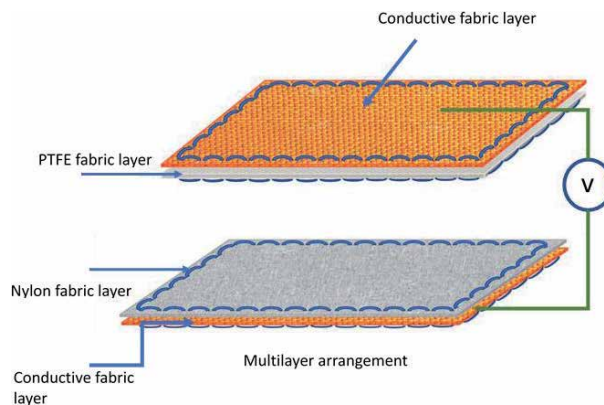 Conductive fabric layer
PTFE fabric layer
V
Nylon fabric layer
Multilayer arrangement
Conductive fabric
layer